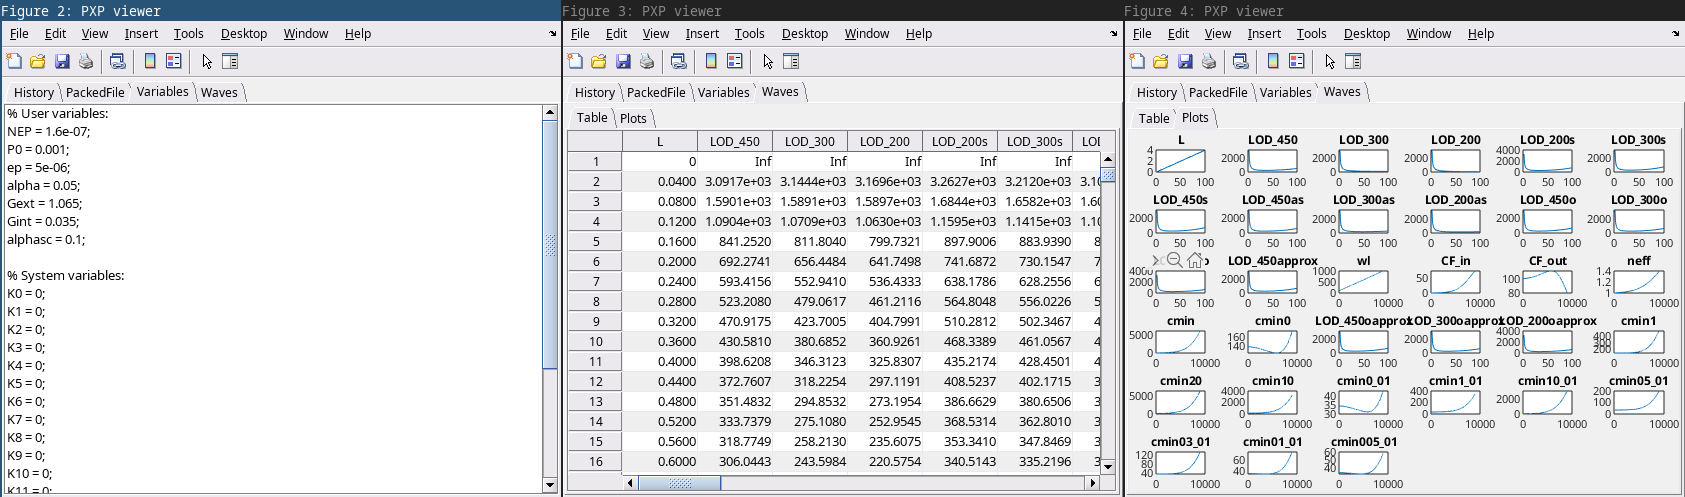 Figure 2: PXP viewer
File Edit View Insert Tools Desktop Window Help
History PackedFile Variables Waves
% User variables:
NEP = 1.6e-07;
P0 = 0.001;
ep = 5e-06;
alpha = 0.05;
Gext = 1.065;
Gint = 0.035;
alphasc = 0.1;
% System variables:
K0 = 0;
K1 = 0;
K2 = 0;
K3 = 0;
K4 = 0;
K5 = 0;
K6 = 0;
K7 = 0;
K8 = 0;
K9 = 0;
K10 = 0;
K11 = 0;
Figure 3: PXP viewer
File Edit View Insert Tools Desktop Window Help
History PackedFile Variables Waves
Table Plots
L LOD_450 LOD_300 LOD_200 LOD_200s LOD_300s LOD
1 0 Inf Inf Inf Inf Inf
2 0.0400 3.0917e+03 3.1444e+03 3.1696e+03 3.2627e+03 3.2120e+03 3.10
3 0.0800 1.5901e+03 1.5891e+03 1.5897e+03 1.6844e+03 1.6582e+03 1.60
4 0.1200 1.0904e+03 1.0709e+03 1.0630e+03 1.1595e+03 1.1415e+03 1.10
5 0.1600 841.2520 811.8040 799.7321 897.9006 883.9390 8
6 0.2000 692.2741 656.4484 641.7498 741.6872 730.1547 7
7 0.2400 593.4156 552.9410 536.4333 638.1786 628.2556 6
8 0.2800 523.2080 479.0617 461.2116 564.8048 556.0226 5
9 0.3200 470.9175 423.7005 404.7991 510.2812 502.3467 4
10 0.3600 430.5810 380.6852 360.9261 468.3389 461.0567 4
11 0.4000 398.6208 346.3123 325.8307 435.2174 428.4501 4
12 0.4400 372.7607 318.2254 297.1191 408.5237 402.1715 3
13 0.4800 351.4832 294.8532 273.1954 386.6629 380.6506 3
14 0.5200 333.7379 275.1080 252.9545 368.5314 362.8010 3
15 0.5600 318.7749 258.2130 235.6075 353.3410 347.8469 3
16 0.6000 306.0443 243.5984 220.5754 340.5143 335.2196 3
Figure 4: PXP viewer
File Edit View Insert Tools Desktop Window Help
History PackedFile Variables Waves
Table Plots
L LOD_450 LOD_300 LOD_200 LOD_200s LOD_300s
4 2 0 2000 0 2000 0 2000 0 4000 2000 0 2000 0
0 50 100 0 50 100 0 50 100 0 50 100 0 50 100 0 50 100
LOD_450s LOD_450as LOD_300as LOD_200as LOD_450o LOD_300o
2000 0 2000 0 2000 0 2000 0 2000 0 2000 0
0 50 100 0 50 100 0 50 100 0 50 100 0 50 100 0 50 100
LOD_450approx wl CF_in CF_out neff
4000 2000 0 2000 0 1000 500 0 50 0 100 80 1.4 1.2 1
0 50 100 0 50 100 0 10000 0 10000 0 10000 0 10000
cmin cmin0 LOD_450oapprox LOD_300oapprox LOD_200oapprox cmin1
5000 0 160 140 2000 0 2000 0 4000 2000 0 400 200
0 10000 0 10000 0 50 100 0 50 100 0 50 100 0 10000
cmin20 cmin10 cmin0_01 cmin1_01 cmin10_01 cmin05_01
5000 0 4000 2000 0 40 35 30 400 200 0 2000 0 200 100 0
0 10000 0 10000 0 10000 0 10000 0 10000 0 10000
cmin03_01 cmin01_01 cmin005_01
120 80 40 60 40 60 50 40
0 10000 0 10000 0 10000